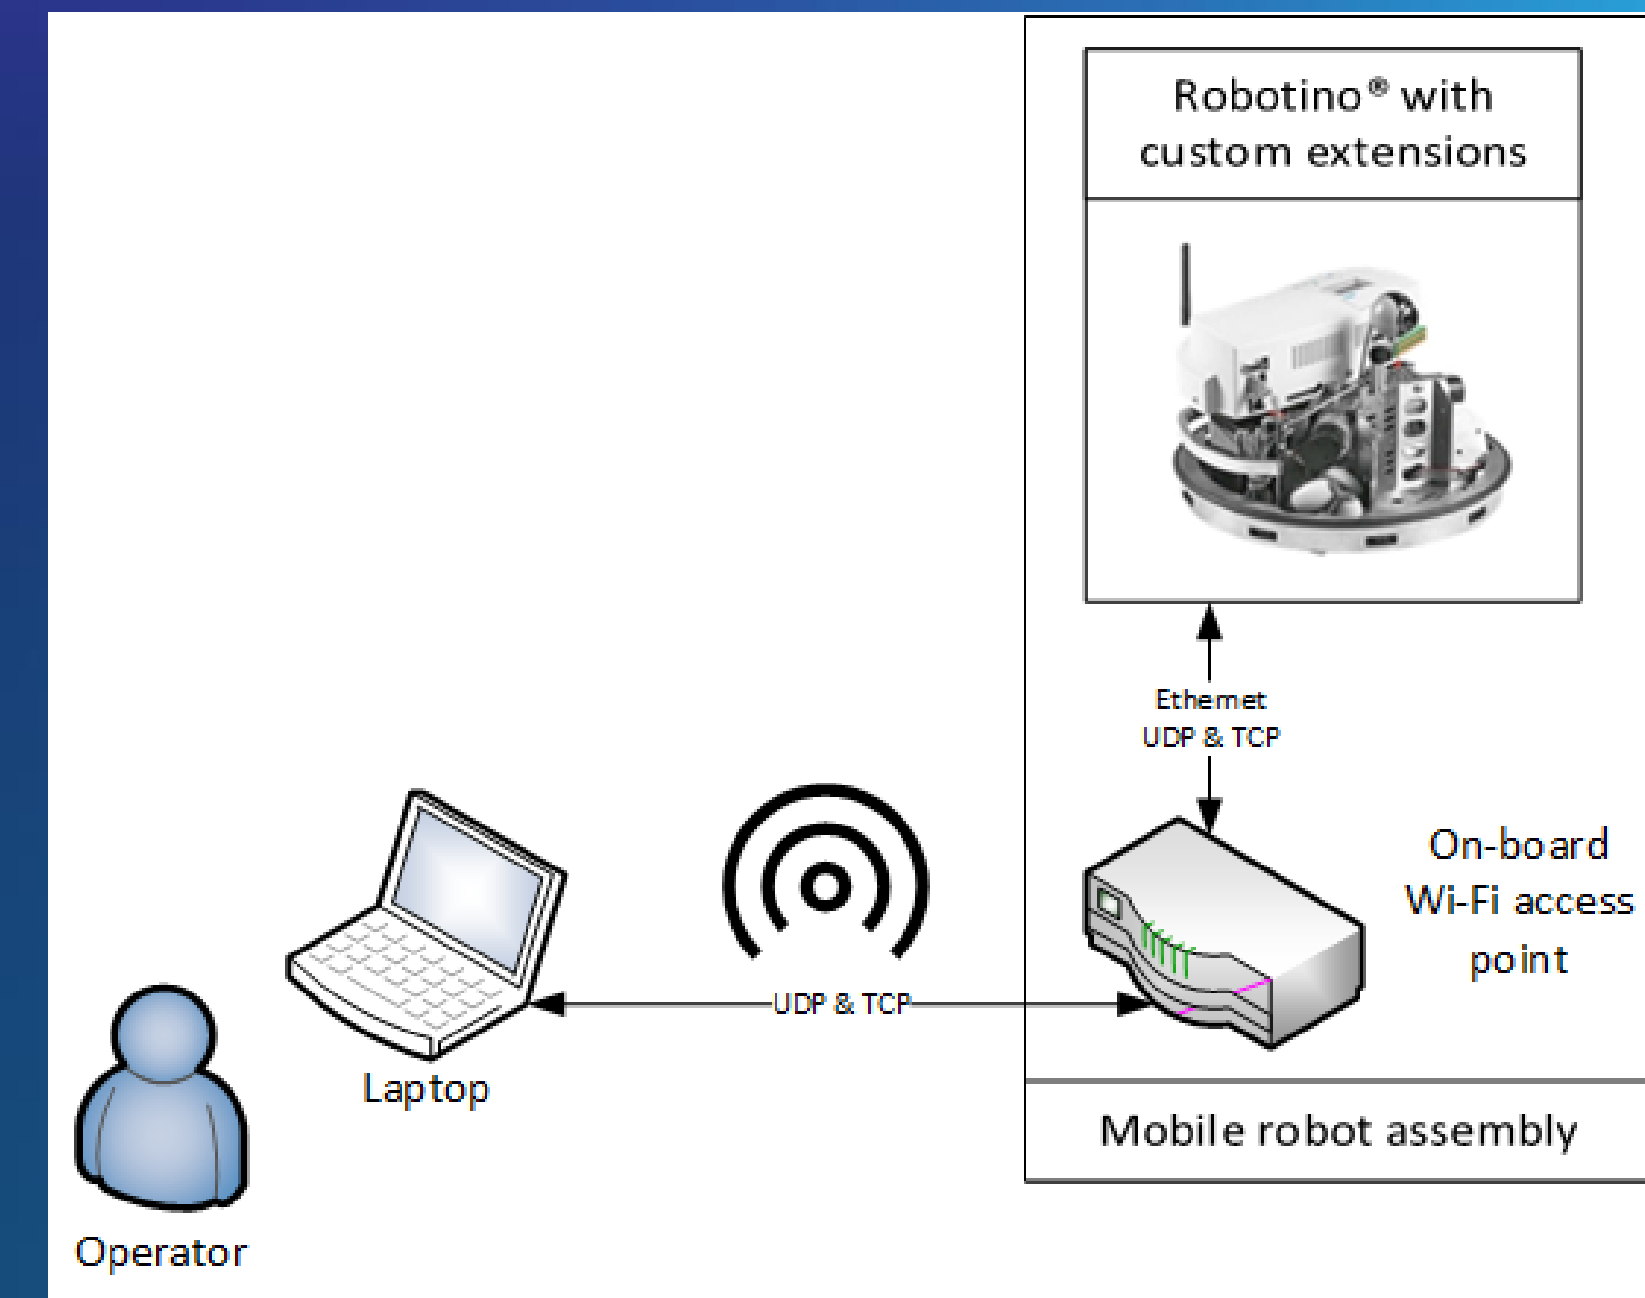 Robotino® with
custom extensions
Ethernet
UDP & TCP
On-board
Wi-Fi access
point
UDP & TCP
Laptop
Mobile robot assembly
Operator